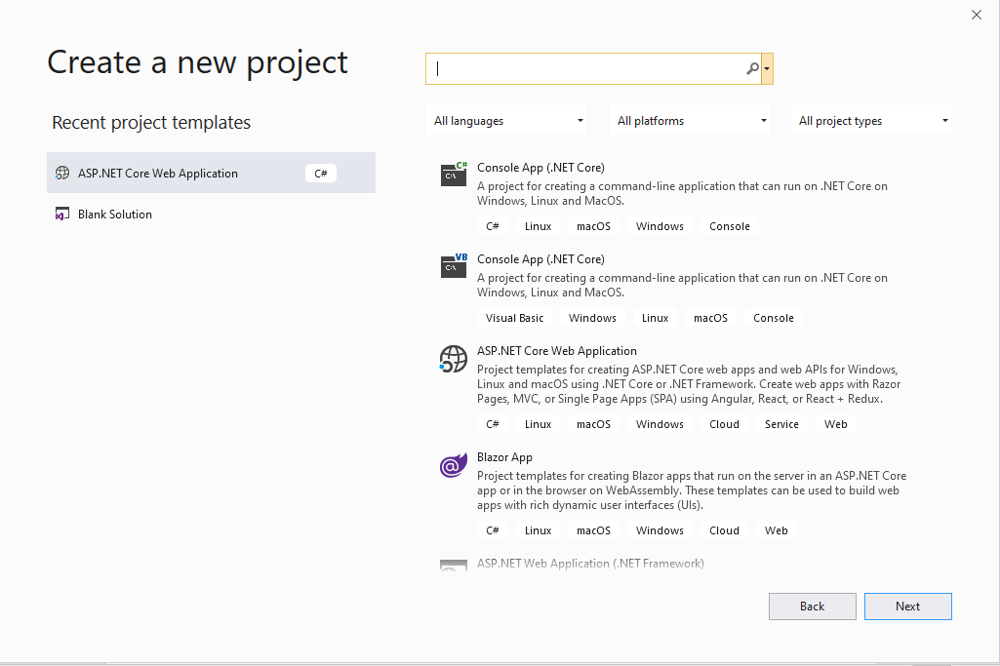 Create a new project
Recent project templates
ASP.NET Core Web Application C#
Blank Solution
All languages All platforms All project types
C#
C:\
Console App (.NET Core)
A project for creating a command-line application that can run on .NET Core on
Windows, Linux and MacOS.
C# Linux macOS Windows Console
VB
C:\
Console App (.NET Core)
A project for creating a command-line application that can run on .NET Core on
Windows, Linux and MacOS.
Visual Basic Windows Linux macOS Console
ASP.NET Core Web Application
Project templates for creating ASP.NET Core web apps and web APIs for Windows,
Linux and macOS using .NET Core or .NET Framework. Create web apps with Razor
Pages, MVC, or Single Page Apps (SPA) using Angular, React, or React + Redux.
C# Linux macOS Windows Cloud Service Web
@
Blazor App
Project templates for creating Blazor apps that run on the server in an ASP.NET Core
app or in the browser on WebAssembly. These templates can be used to build web
apps with rich dynamic user interfaces (UIs).
C# Linux macOS Windows Cloud Web
ASP.NET Web Application (.NET Framework)
Back Next